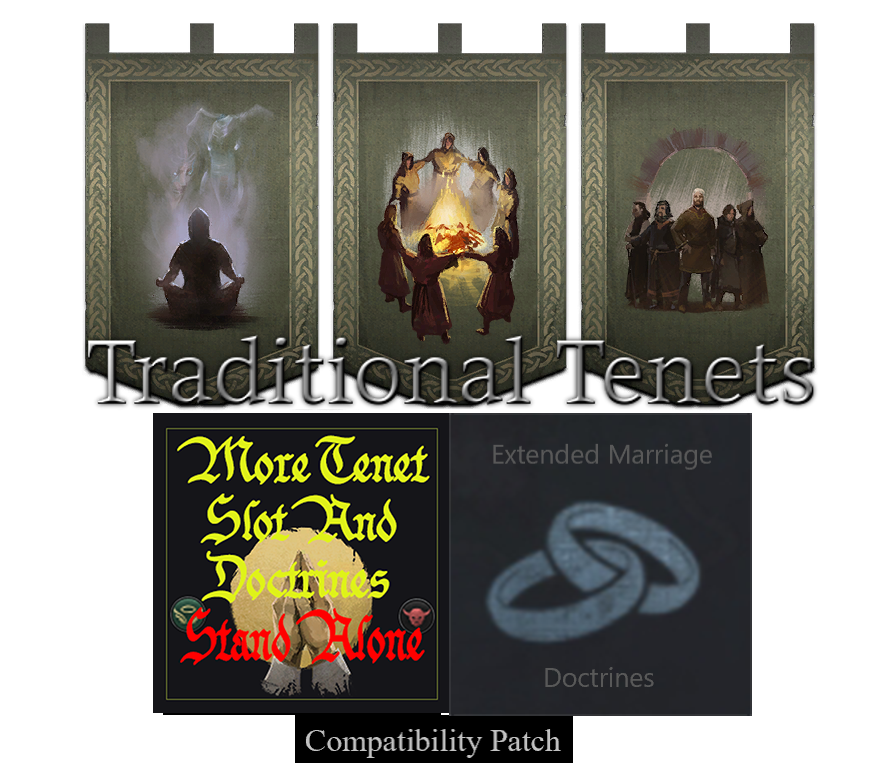 Traditional Tenets
More Tenet
Slot And
Doctrines
Stand Alone
Extended Marriage
Doctrines
Compatibility Patch